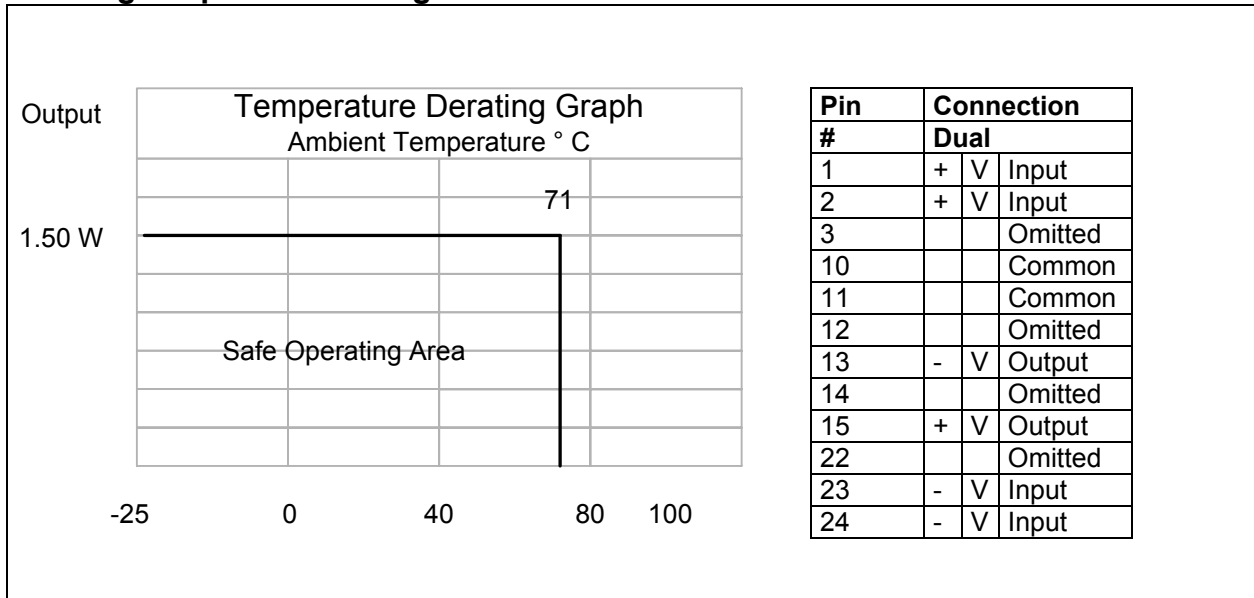 Output
Temperature Derating Graph
Ambient Temperature ° C
71
1.50 W
Safe Operating Area
-25 0 40 80 100
Pin Connection
# Dual
1 + V Input
2 + V Input
3 Omitted
10 Common
11 Common
12 Omitted
13 - V Output
14 Omitted
15 + V Output
22 Omitted
23 - V Input
24 - V Input